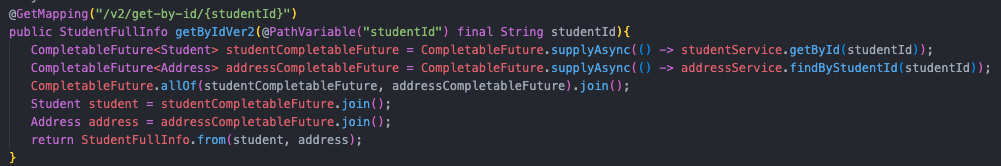 @GetMapping("/v2/get-by-id/{studentId}")
public StudentFullInfo getByIdVer2(@PathVariable("studentId") final String studentId){
CompletableFuture<Student> studentCompletableFuture = CompletableFuture.supplyAsync(() -> studentService.getById(studentId));
CompletableFuture<Address> addressCompletableFuture = CompletableFuture.supplyAsync(() -> addressService.findByStudentId(studentId));
CompletableFuture.allOf(studentCompletableFuture, addressCompletableFuture).join();
Student student = studentCompletableFuture.join();
Address address = addressCompletableFuture.join();
return StudentFullInfo.from(student, address);
}